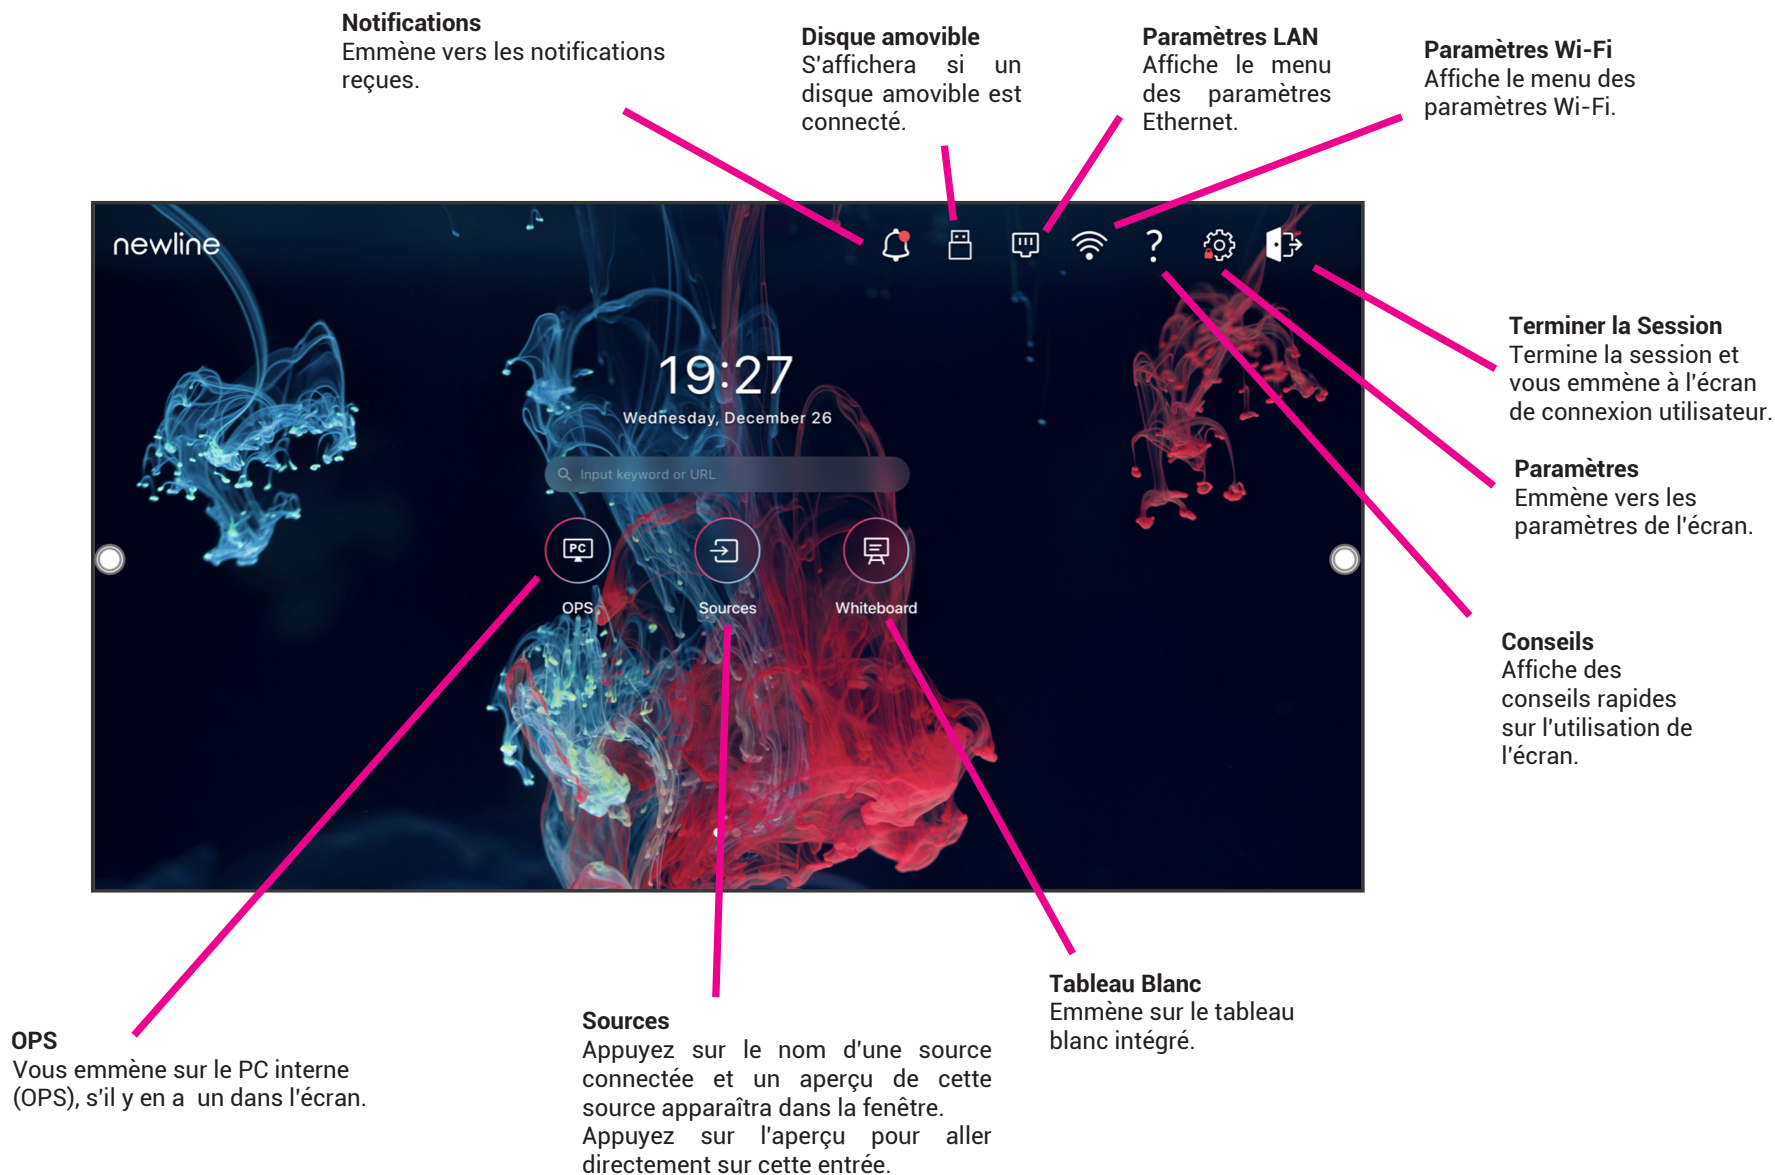 Notifications
Emmène vers les notifications
reçues.
Disque amovible
S'affichera si un
disque amovible est
connecté.
Paramètres LAN
Affiche le menu
des paramètres
Ethernet.
Paramètres Wi-Fi
Affiche le menu des
paramètres Wi-Fi.
newline
?
19:27
Wednesday, December 26
Input keyword or URL
PC
OPS
Sources
Whiteboard
Terminer la Session
Termine la session et
vous emmène à l'écran
de connexion utilisateur.
Paramètres
Emmène vers les
paramètres de l'écran.
Conseils
Affiche des
conseils rapides
sur l'utilisation de
l'écran.
OPS
Vous emmène sur le PC interne
(OPS), s'il y en a  un dans l'écran.
Sources
Appuyez sur le nom d'une source
connectée et un aperçu de cette
source apparaîtra dans la fenêtre.
Appuyez sur l'aperçu pour aller
directement sur cette entrée.
Tableau Blanc
Emmène sur le tableau
blanc intégré.